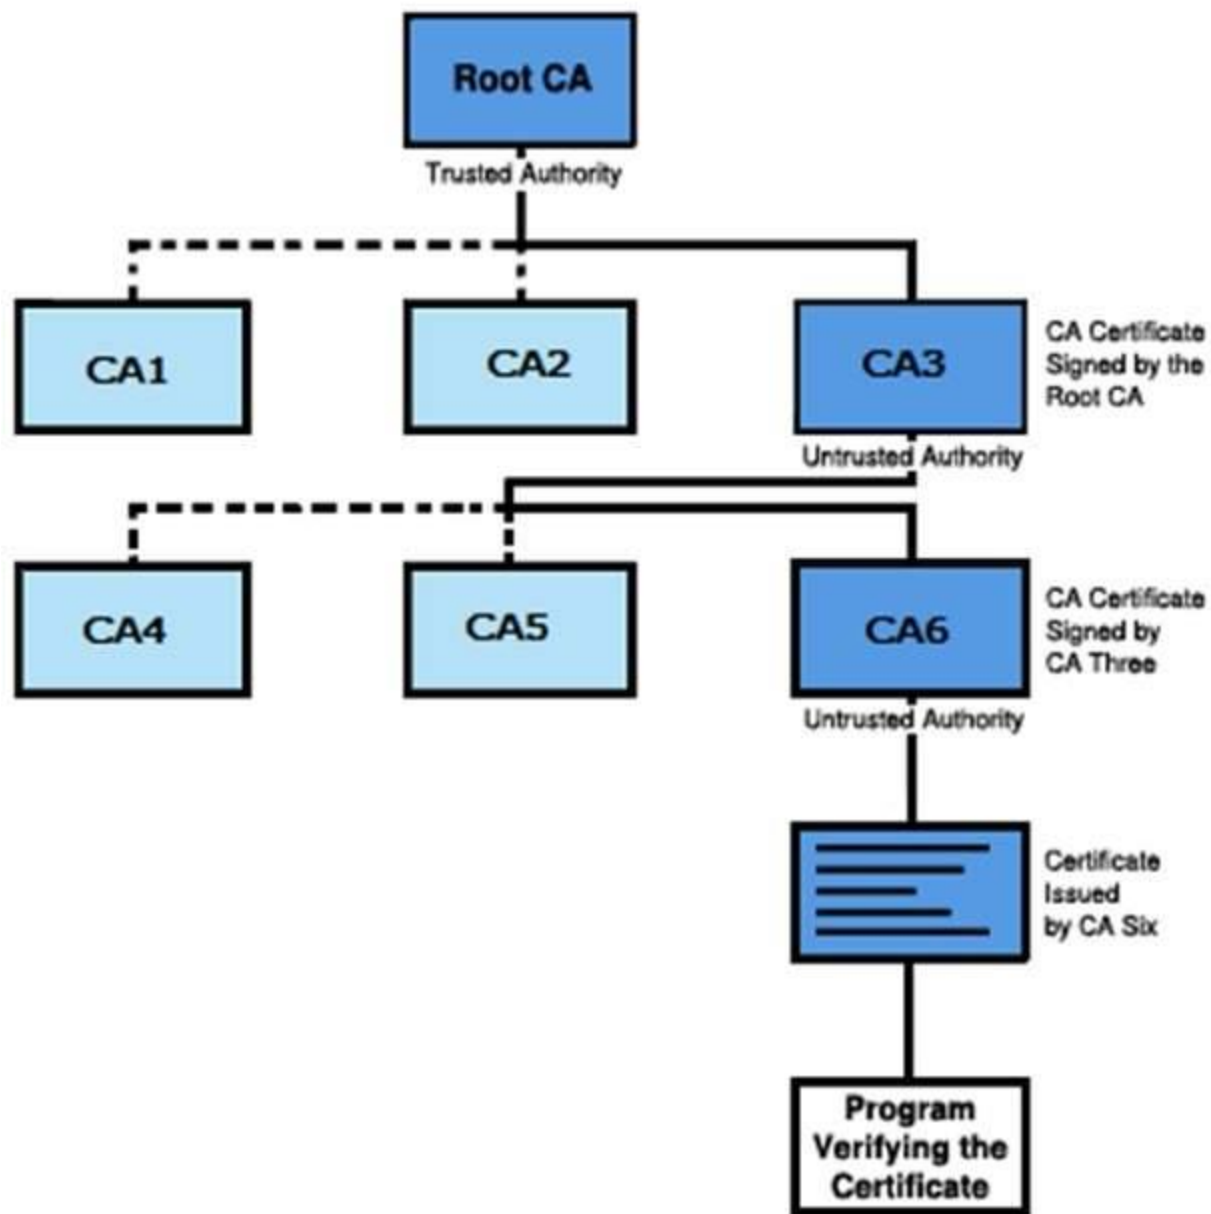 Root CA
Trusted Authority
CA1
CA2
CA3
CA Certificate
Signed by the
Root CA
Untrusted Authority
CA4
CA5
CA6
CA Certificate
Signed by
CA Three
Untrusted Authority
Certificate
Issued
by CA Six
Program
Verifying the
Certificate